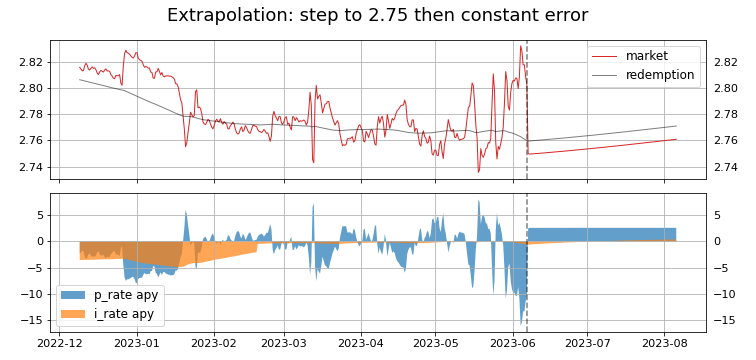 Extrapolation: step to 2.75 then constant error
2.82 2.82
2.80 2.80
2.78 2.78
2.76 2.76
2.74 2.74
market
redemption
5 5
0 0
−5 −5
−10 −10
−15 −15
p_rate apy
i_rate apy
2022-12 2023-01 2023-02 2023-03 2023-04 2023-05 2023-06 2023-07 2023-08